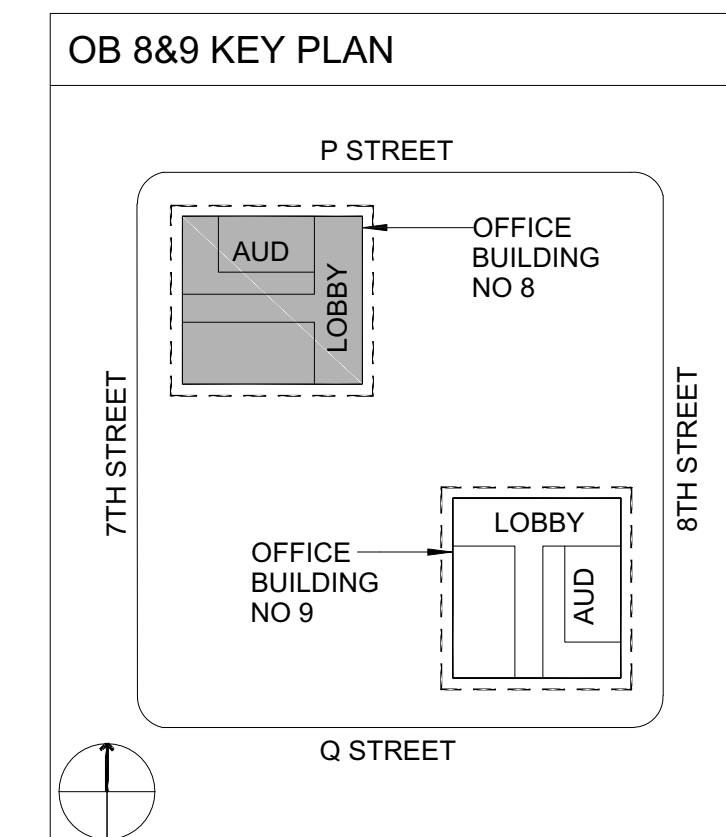 OB 8&9 KEY PLAN
P STREET
AUD
LOBBY
OFFICE
BUILDING
NO 8
7TH STREET
8TH STREET
LOBBY
AUD
OFFICE
BUILDING
NO 9
Q STREET